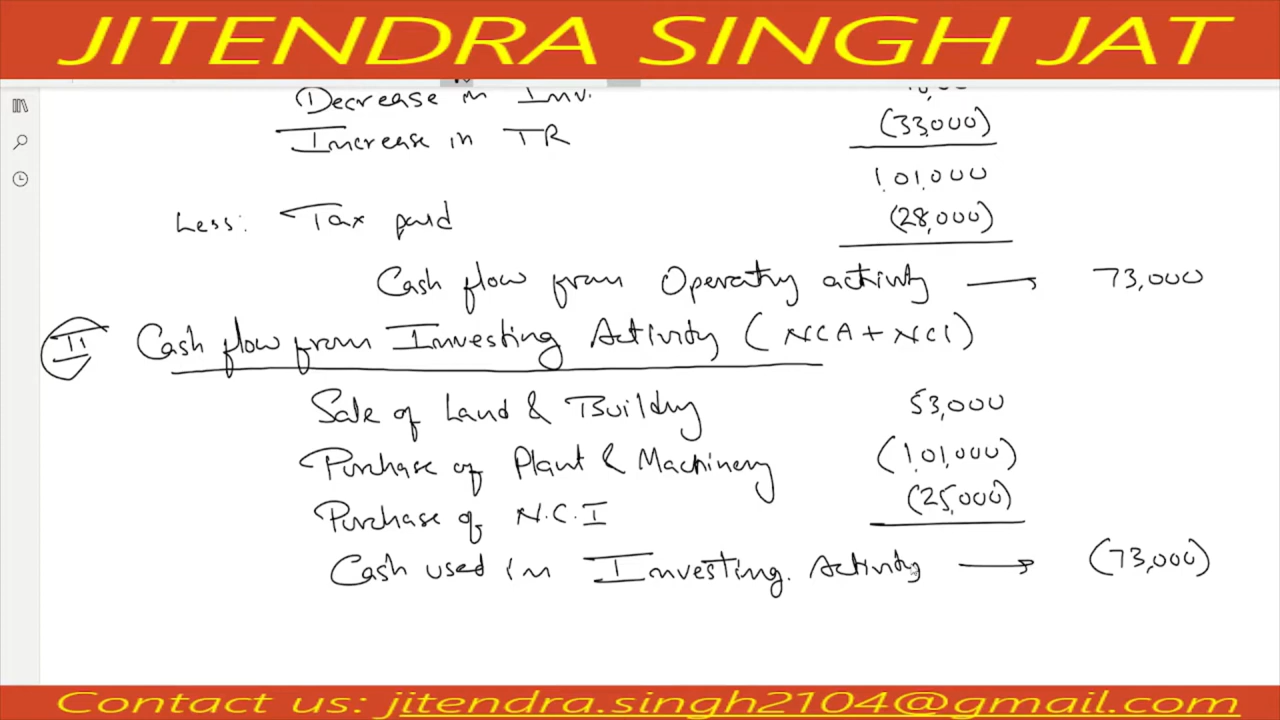 JITENDRA SINGH JAT
Decrease in Inv.
Increase in TR (33,000)
1,01,000
Less: Tax paid (28,000)
Cash flow from Operating activity → 73,000
II Cash flow from Investing Activity (NCA + NCI)
Sale of Land & Building 53,000
Purchase of Plant & Machinery (1,01,000)
Purchase of N.C.I (25,000)
Cash used in Investing Activity → (73,000)
Contact us: jitendra.singh2104@gmail.com